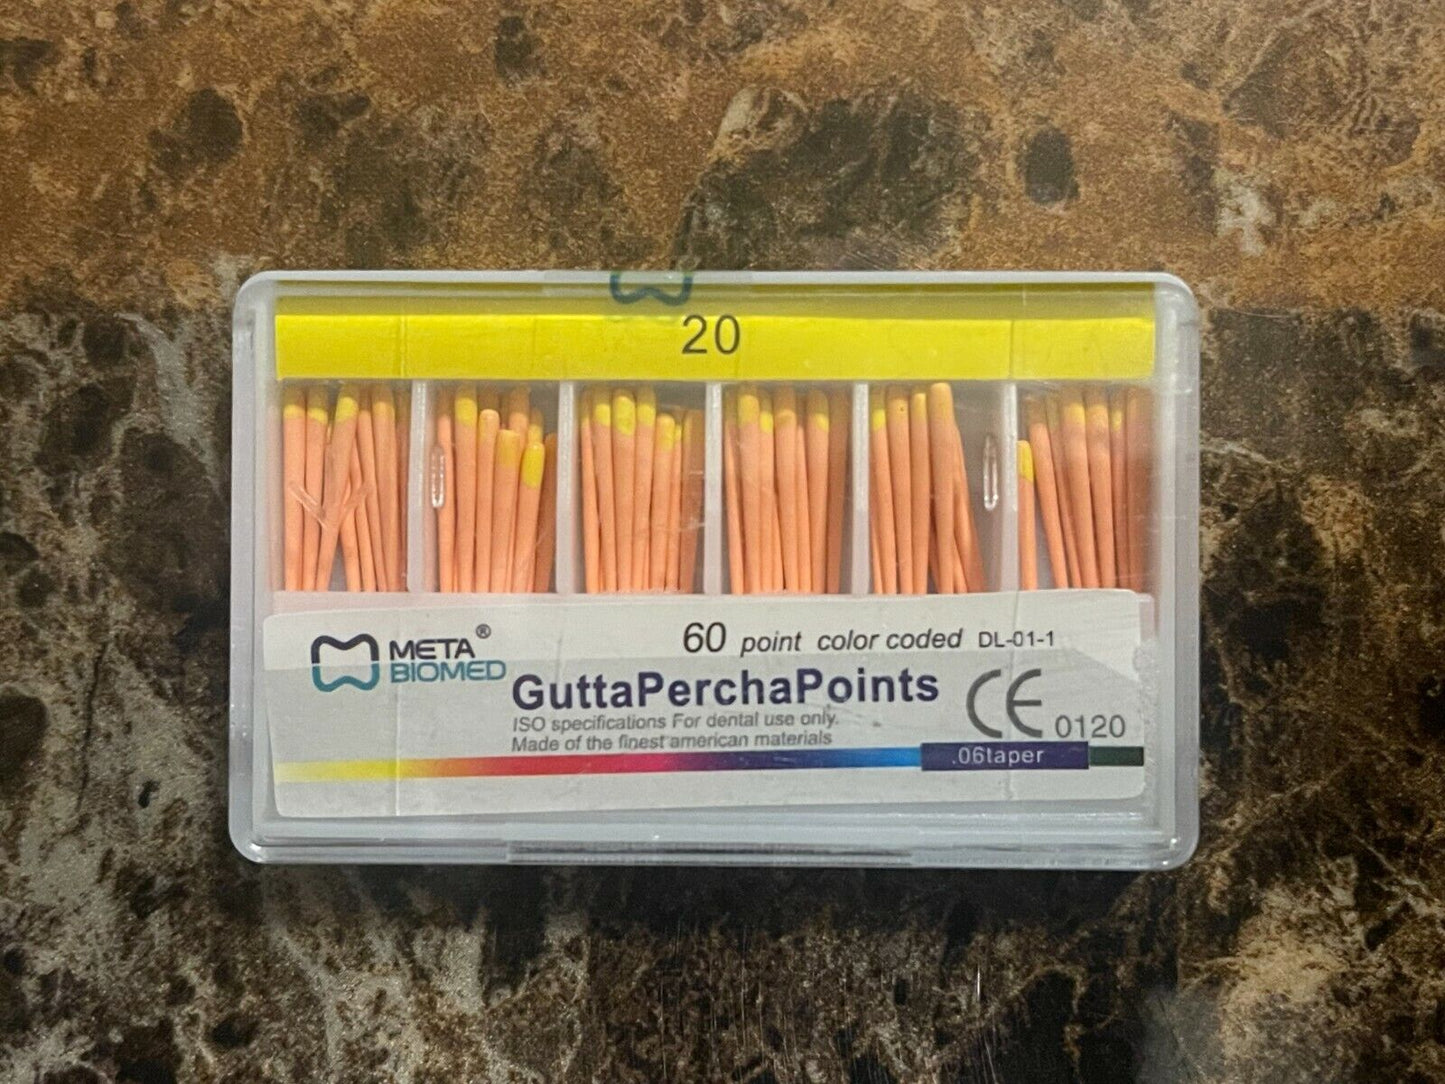 20
META®
BIOMED
60 point color coded DL-01-1
GuttaPerchaPoints
ISO specifications For dental use only.
Made of the finest american materials
CE 0120
.06taper